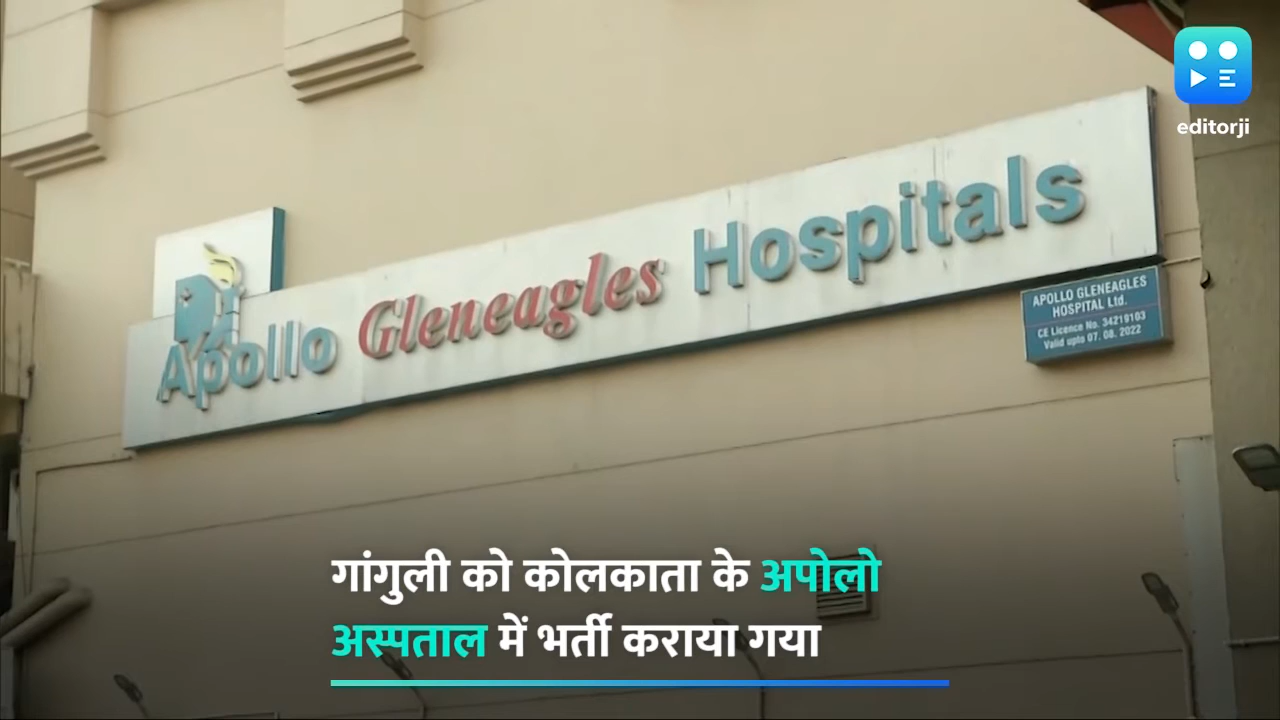 editorji
Apollo Gleneagles Hospitals
APOLLO GLENEAGLES
HOSPITAL Ltd.
CE Licence No. 34219103
Valid upto 07. 08. 2022
गांगुली को कोलकाता के अपोलो
अस्पताल में भर्ती कराया गया